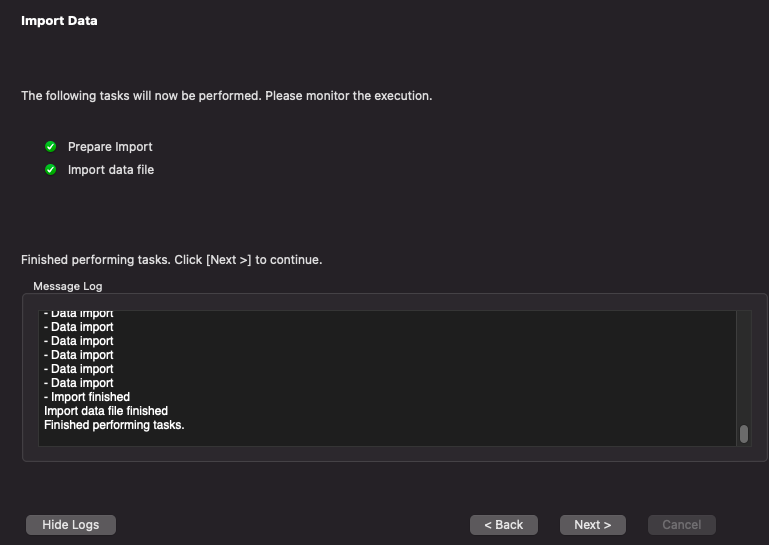 Import Data
The following tasks will now be performed. Please monitor the execution.
Prepare Import
Import data file
Finished performing tasks. Click [Next >] to continue.
Message Log
- Data import
- Data import
- Data import
- Data import
- Data import
- Data import
- Import finished
Import data file finished
Finished performing tasks.
Hide Logs
< Back
Next >
Cancel